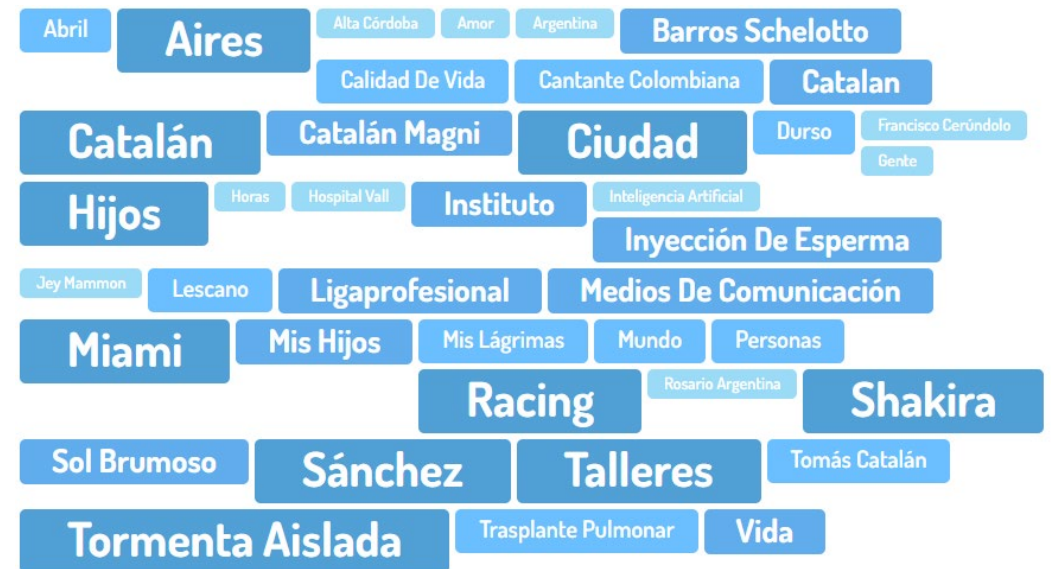 Abril Aires Alta Córdoba Amor Argentina Barros Schelotto
Calidad De Vida Cantante Colombiana Catalan
Catalán Catalán Magni Ciudad Durso Francisco Cerúndolo
Gente
Hijos Horas Hospital Vall Instituto Inteligencia Artificial
Inyección De Esperma
Jey Mammon Lescano Ligaprofesional Medios De Comunicación
Miami Mis Hijos Mis Lágrimas Mundo Personas
Racing Rosario Argentina Shakira
Sol Brumoso Sánchez Talleres Tomás Catalán
Tormenta Aislada Trasplante Pulmonar Vida